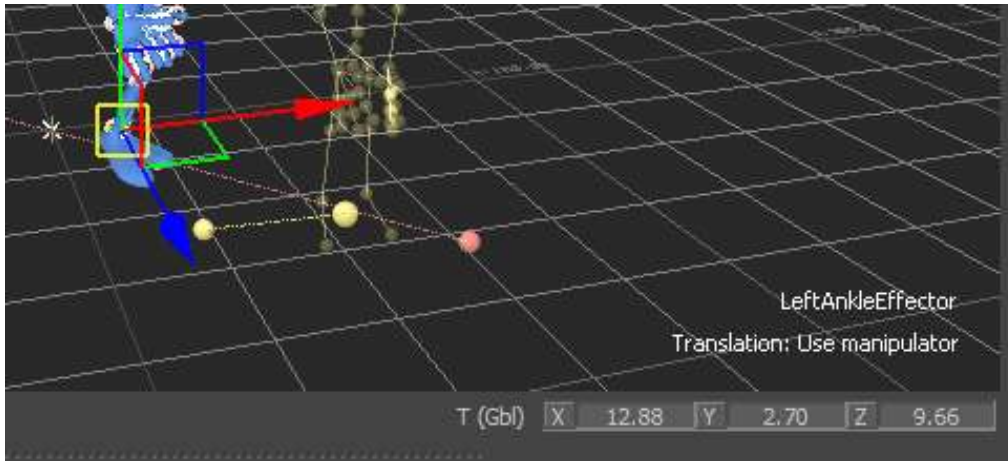 LeftAnkleEffector
Translation: Use manipulator
T (Gbl) X 12.88 Y 2.70 Z 9.66